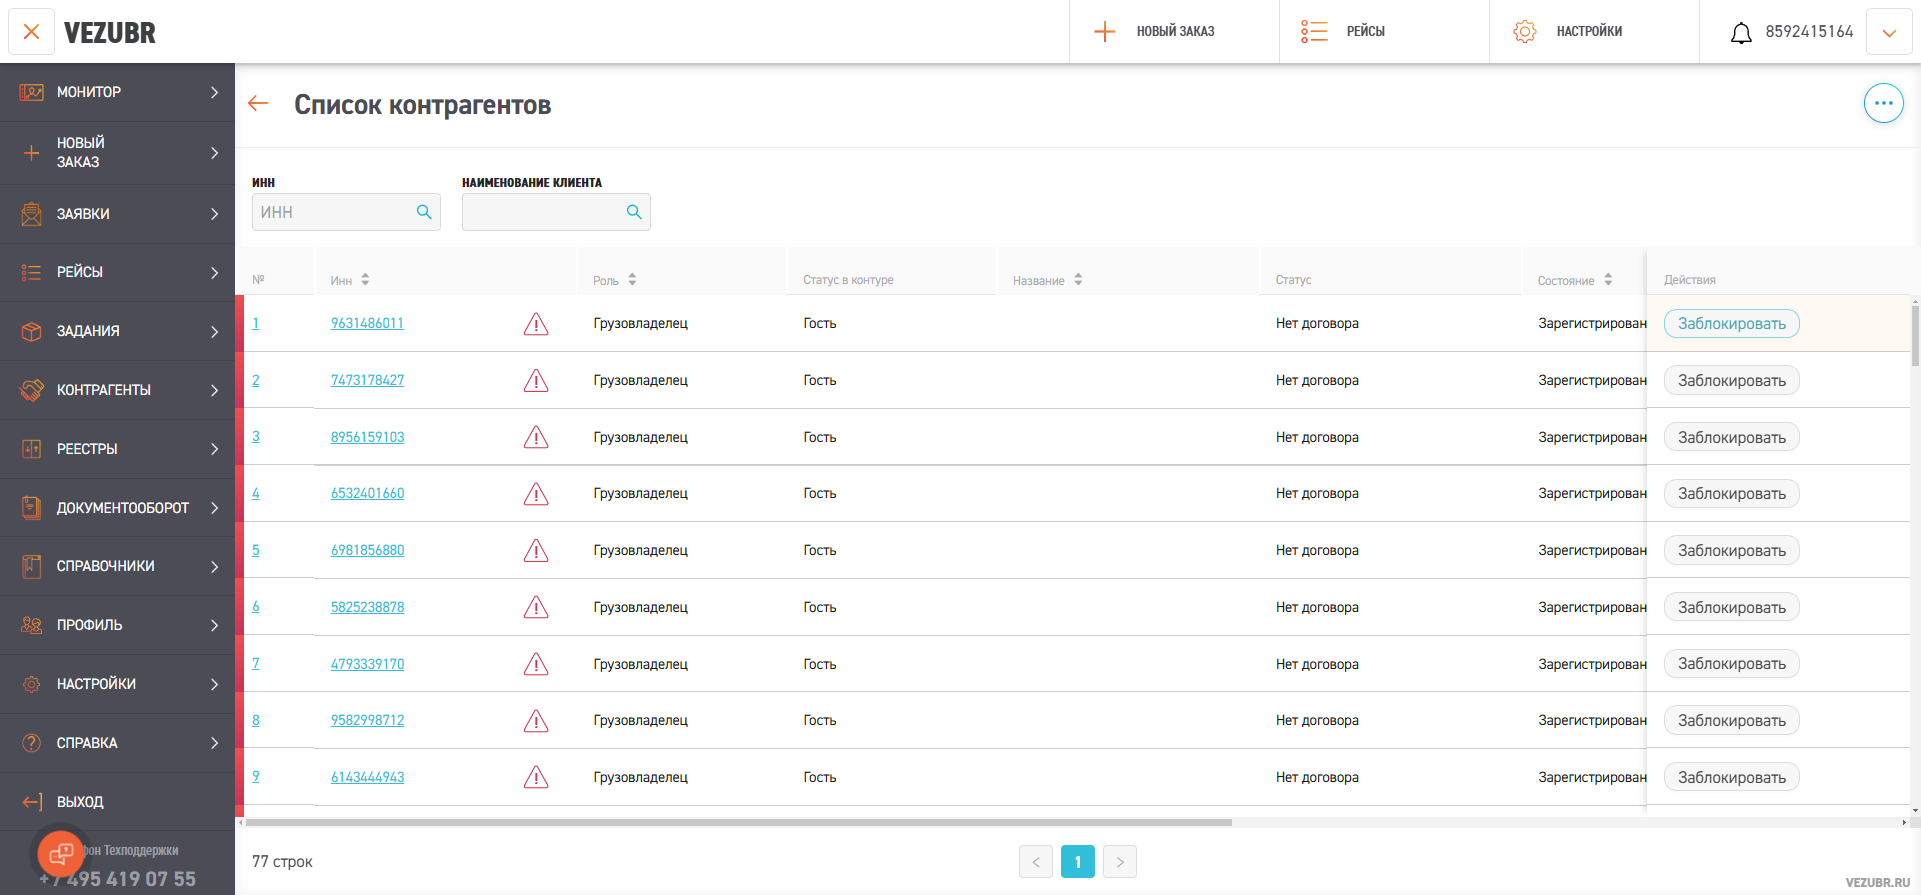 VEZUBR
НОВЫЙ ЗАКАЗ
РЕЙСЫ
НАСТРОЙКИ
8592415164
МОНИТОР
НОВЫЙ
ЗАКАЗ
ЗАЯВКИ
РЕЙСЫ
ЗАДАНИЯ
КОНТРАГЕНТЫ
РЕЕСТРЫ
ДОКУМЕНТООБОРОТ
СПРАВОЧНИКИ
ПРОФИЛЬ
НАСТРОЙКИ
СПРАВКА
ВЫХОД
фон Техподдержки
+7 495 419 07 55
Список контрагентов
ИНН
НАИМЕНОВАНИЕ КЛИЕНТА
ИНН
№ Инн Роль Статус в контуре Название Статус Состояние Действия
1 9631486011 Грузовладелец Гость Нет договора Зарегистрирован Заблокировать
2 7473178427 Грузовладелец Гость Нет договора Зарегистрирован Заблокировать
3 8956159103 Грузовладелец Гость Нет договора Зарегистрирован Заблокировать
4 6532401660 Грузовладелец Гость Нет договора Зарегистрирован Заблокировать
5 6981856880 Грузовладелец Гость Нет договора Зарегистрирован Заблокировать
6 5825238878 Грузовладелец Гость Нет договора Зарегистрирован Заблокировать
7 4793339170 Грузовладелец Гость Нет договора Зарегистрирован Заблокировать
8 9582998712 Грузовладелец Гость Нет договора Зарегистрирован Заблокировать
9 6143444943 Грузовладелец Гость Нет договора Зарегистрирован Заблокировать
77 строк
< 1 >
VEZUBR.RU